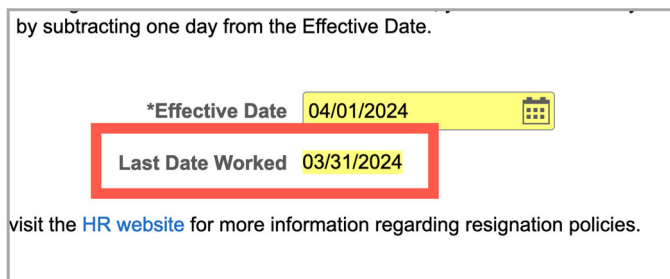 by subtracting one day from the Effective Date.
*Effective Date 04/01/2024
Last Date Worked 03/31/2024
visit the HR website for more information regarding resignation policies.